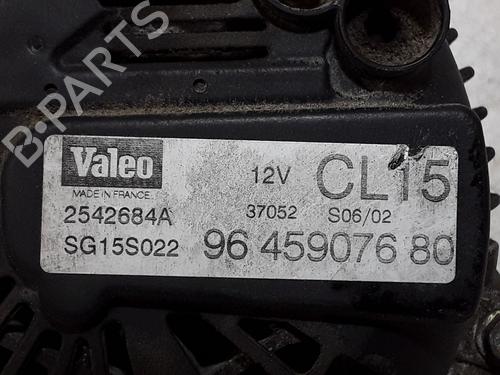 B-PARTS
Valeo
MADE IN FRANCE
12V
CL15
2542684A
37052
S06/02
SG15S022
96 459076 80